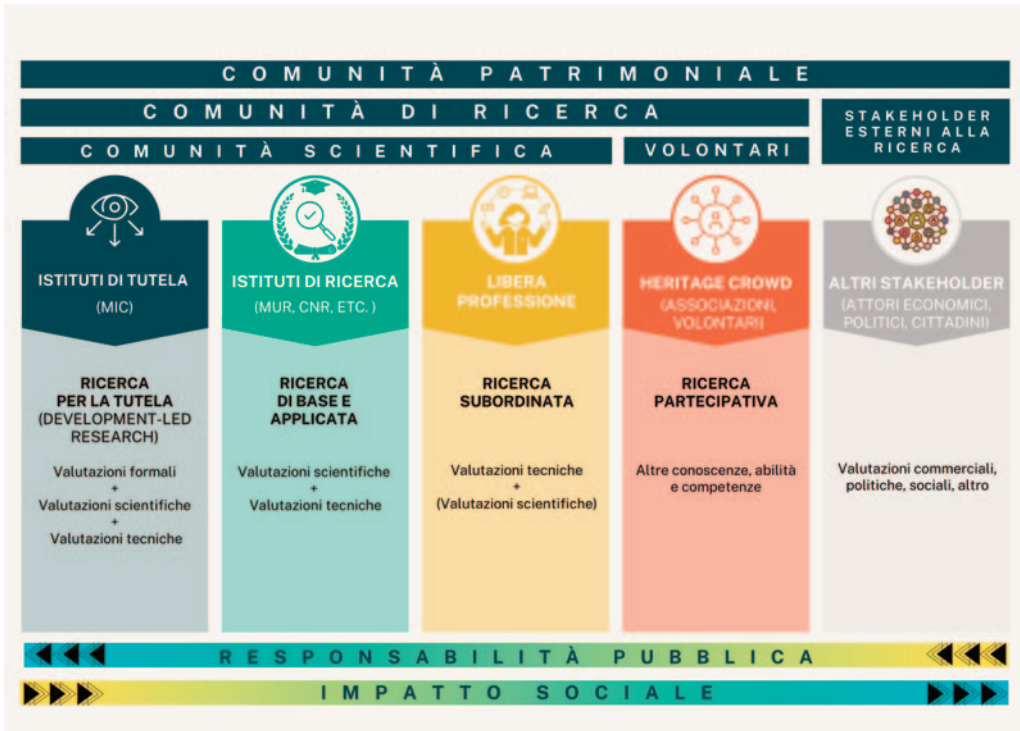 COMUNITÀ PATRIMONIALE
COMUNITÀ DI RICERCA
COMUNITÀ SCIENTIFICA
VOLONTARI
STAKEHOLDER
ESTERNI ALLA
RICERCA
ISTITUTI DI TUTELA
(MIC)
RICERCA
PER LA TUTELA
(DEVELOPMENT-LED
RESEARCH)
Valutazioni formali
+
Valutazioni scientifiche
+
Valutazioni tecniche
ISTITUTI DI RICERCA
(MUR, CNR, ETC. )
RICERCA
DI BASE E
APPLICATA
Valutazioni scientifiche
+
Valutazioni tecniche
LIBERA
PROFESSIONE
RICERCA
SUBORDINATA
Valutazioni tecniche
+
(Valutazioni scientifiche)
HERITAGE CROWD
(ASSOCIAZIONI,
VOLONTARI)
RICERCA
PARTECIPATIVA
Altre conoscenze, abilità
e competenze
ALTRI STAKEHOLDER
(ATTORI ECONOMICI,
POLITICI, CITTADINI)
Valutazioni commerciali,
politiche, sociali, altro
RESPONSABILITÀ PUBBLICA
IMPATTO SOCIALE